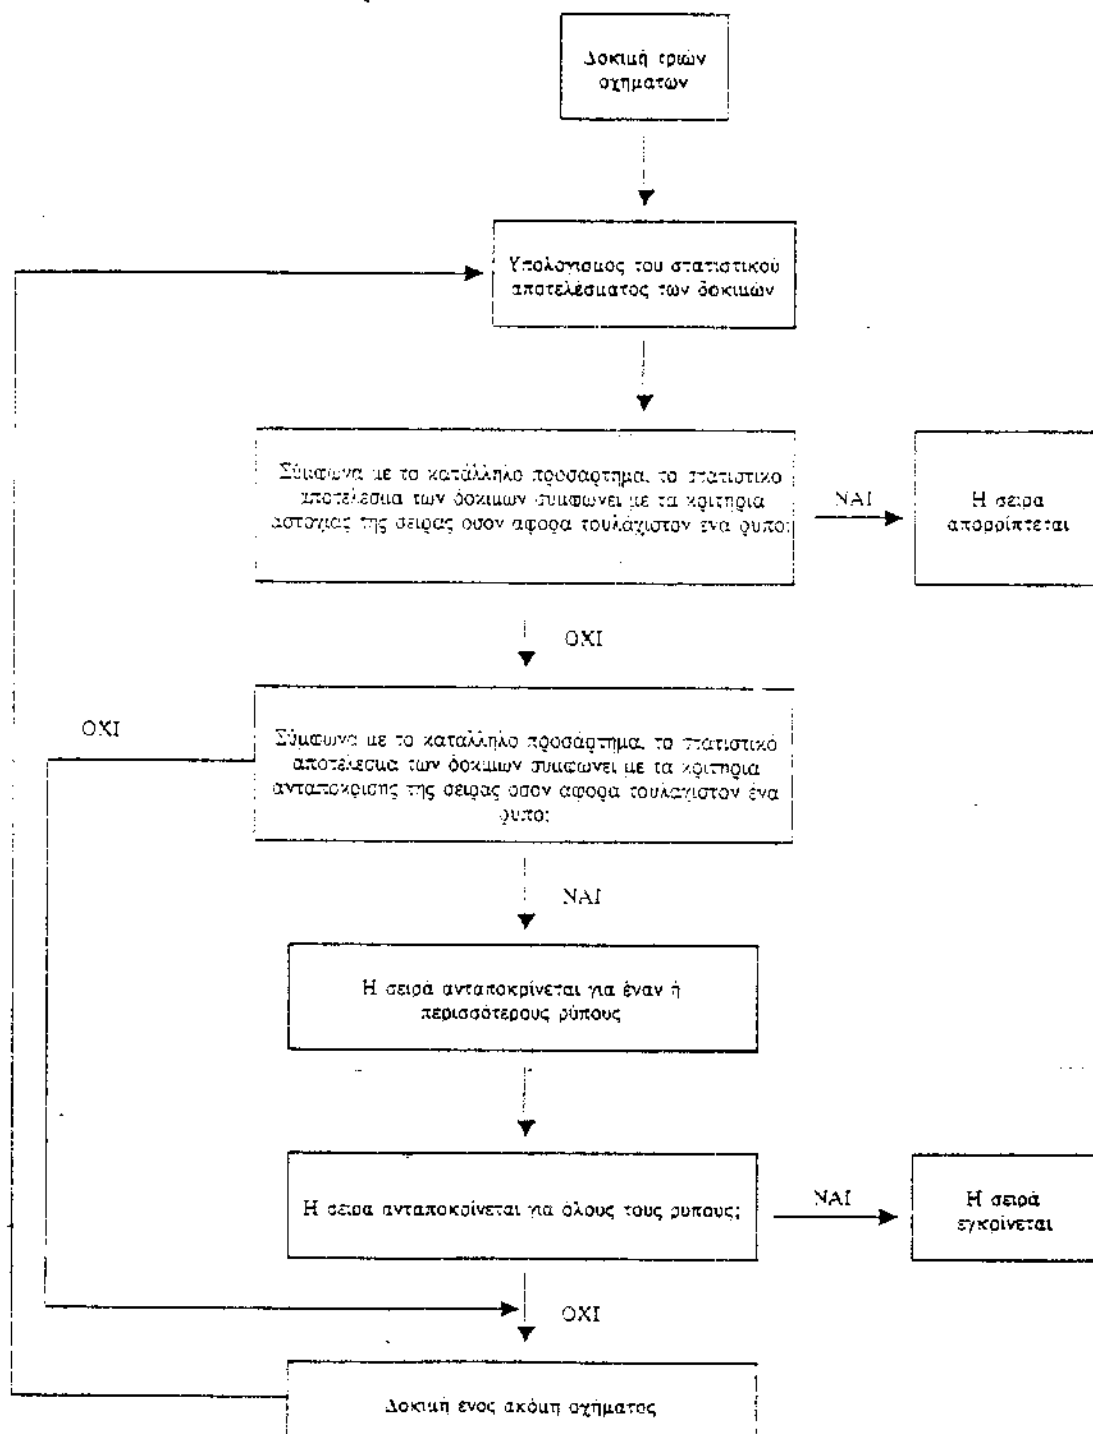 Δοκιμή τριών
οχημάτων
Υπολογισμός του στατιστικού
αποτελέσματος των δοκιμών
Σύμφωνα με το κατάλληλο προσάρτημα, το στατιστικό
αποτέλεσμα των δοκιμών συμφωνεί με τα κριτήρια
αστοχίας της σειράς όσον αφορά τουλάχιστον ένα ρύπο;
ΝΑΙ
Η σειρά
απορρίπτεται
ΟΧΙ
ΟΧΙ
Σύμφωνα με το κατάλληλο προσάρτημα, το στατιστικό
αποτέλεσμα των δοκιμών συμφωνεί με τα κριτήρια
ανταπόκρισης της σειράς όσον αφορά τουλάχιστον ένα
ρύπο;
ΝΑΙ
Η σειρά ανταποκρίνεται για έναν ή
περισσότερους ρύπους
Η σειρά ανταποκρίνεται για όλους τους ρύπους;
ΝΑΙ
Η σειρά
εγκρίνεται
ΟΧΙ
Δοκιμή ενός ακόμη οχήματος